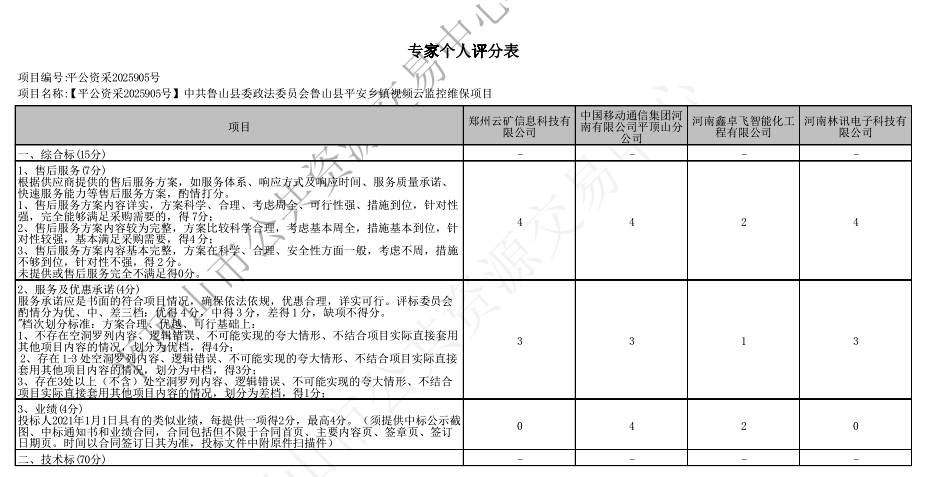 专家个人评分表
项目编号:平公资采2025905号
项目名称:【平公资采2025905号】中共鲁山县委政法委员会鲁山县平安乡镇视频云监控维保项目
项目 郑州云矿信息科技有限公司 中国移动通信集团河南有限公司平顶山分公司 河南鑫卓飞智能化工程有限公司 河南林讯电子科技有限公司
一、综合标(15分) － － － －
1、售后服务(7分)
根据供应商提供的售后服务方案，如服务体系、响应方式及响应时间、服务质量承诺、
快速服务能力等售后服务方案，酌情打分。
1、售后服务方案内容详实，方案科学、合理、考虑周全、可行性强、措施到位，针对性
强，完全能够满足采购需要的，得 7分；
2、售后服务方案内容较为完整，方案比较科学合理，考虑基本周全，措施基本到位，针
对性较强，基本满足采购需要，得4分；
3、售后服务方案内容基本完整，方案在科学、合理、安全性方面一般，考虑不周，措施
不够到位，针对性不强，得 2 分。
未提供或售后服务完全不满足得0分。
4 4 2 4
2、服务及优惠承诺(4分)
服务承诺应是书面的符合项目情况，确保依法依规，优惠合理，详实可行。评标委员会
酌情分为优、中、差三档；优得 4 分，中得 3 分，差得 1 分，缺项不得分。
"档次划分标准：方案合理、优越、可行基础上；
1、不存在空洞罗列内容、逻辑错误、不可能实现的夸大情形、不结合项目实际直接套用
其他项目内容的情况，划分为优档，得4分；
2、存在 1-3 处空洞罗列内容、逻辑错误、不可能实现的夸大情形、不结合项目实际直接
套用其他项目内容的情况，划分为中档，得3分；
3、存在3处以上（不含）处空洞罗列内容、逻辑错误、不可能实现的夸大情形、不结合
项目实际直接套用其他项目内容的情况，划分为差档，得1分；
3 3 1 3
3、业绩(4分)
投标人2021年1月1日具有的类似业绩，每提供一项得2分，最高4分。（须提供中标公示截
图、中标通知书和业绩合同，合同包括但不限于合同首页、主要内容页、签章页、签订
日期页。时间以合同签订日其为准，投标文件中附原件扫描件）
0 4 2 0
二、技术标(70分) － － － －